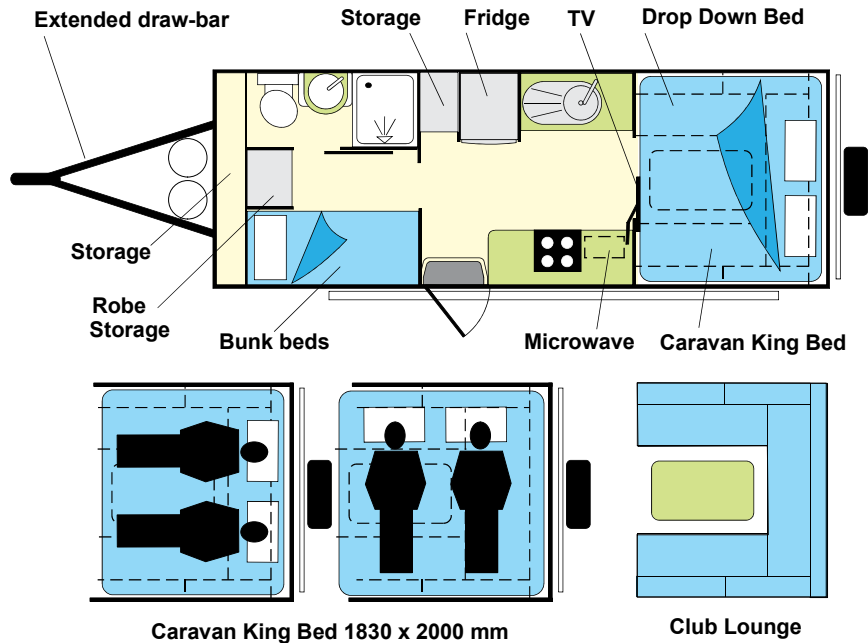 Extended draw-bar
Storage
Fridge
TV
Drop Down Bed
Storage
Robe
Storage
Bunk beds
Microwave
Caravan King Bed
Caravan King Bed 1830 x 2000 mm
Club Lounge